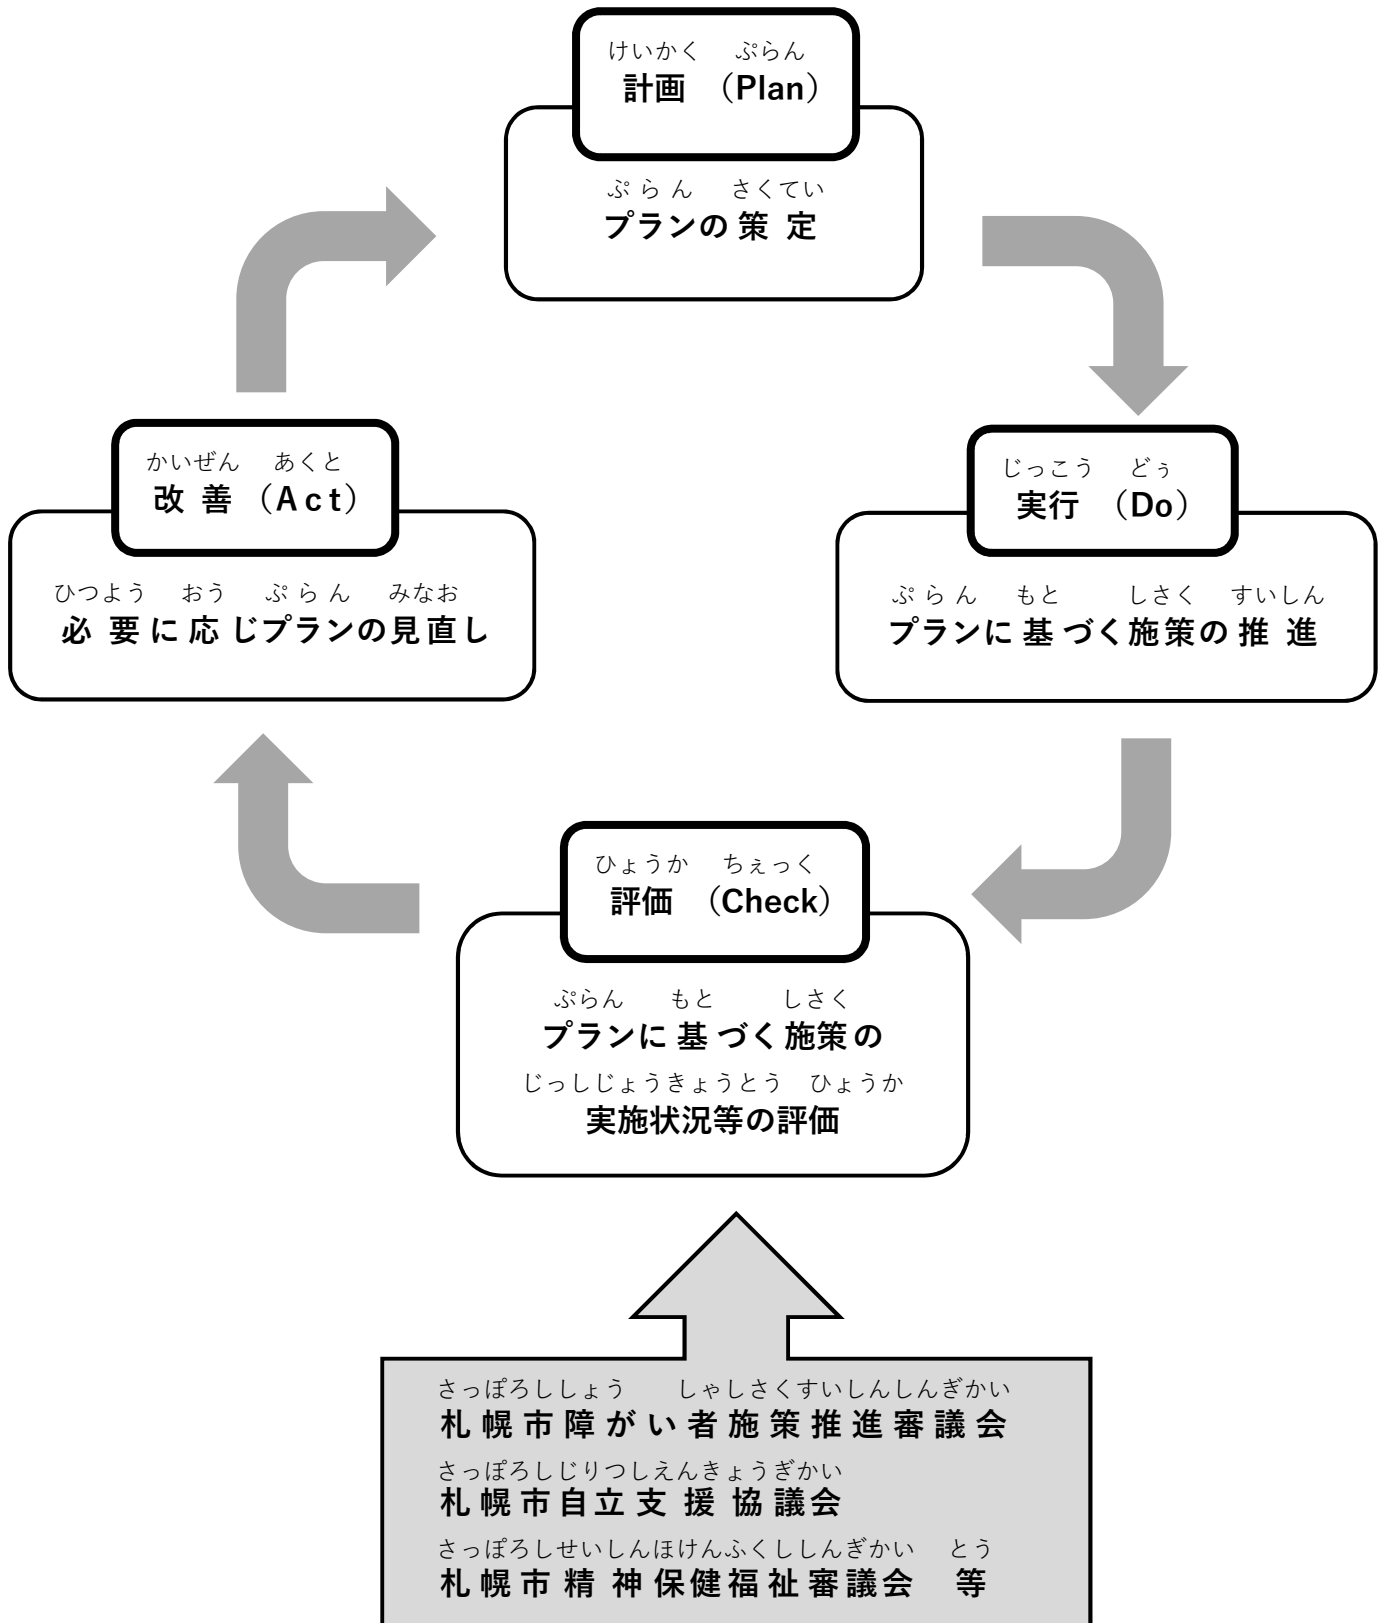 けいかく ぷらん
計画 （Plan）
ぷらん さくてい
プランの策定
かいぜん あくと
改善（Act）
ひつよう おう ぷらん みなお
必要に応じプランの見直し
じっこう どぅ
実行 （Do）
ぷらん もと しさく すいしん
プランに基づく施策の推進
ひょうか ちぇっく
評価 （Check）
ぷらん もと しさく
プランに基づく施策の
じっしじょうきょうとう ひょうか
実施状況等の評価
さっぽろししょう しゃしさくすいしんしんぎかい
札幌市障がい者施策推進審議会
さっぽろしじりつしえんきょうぎかい
札幌市自立支援協議会
さっぽろしせいしんほけんふくししんぎかい とう
札幌市精神保健福祉審議会 等